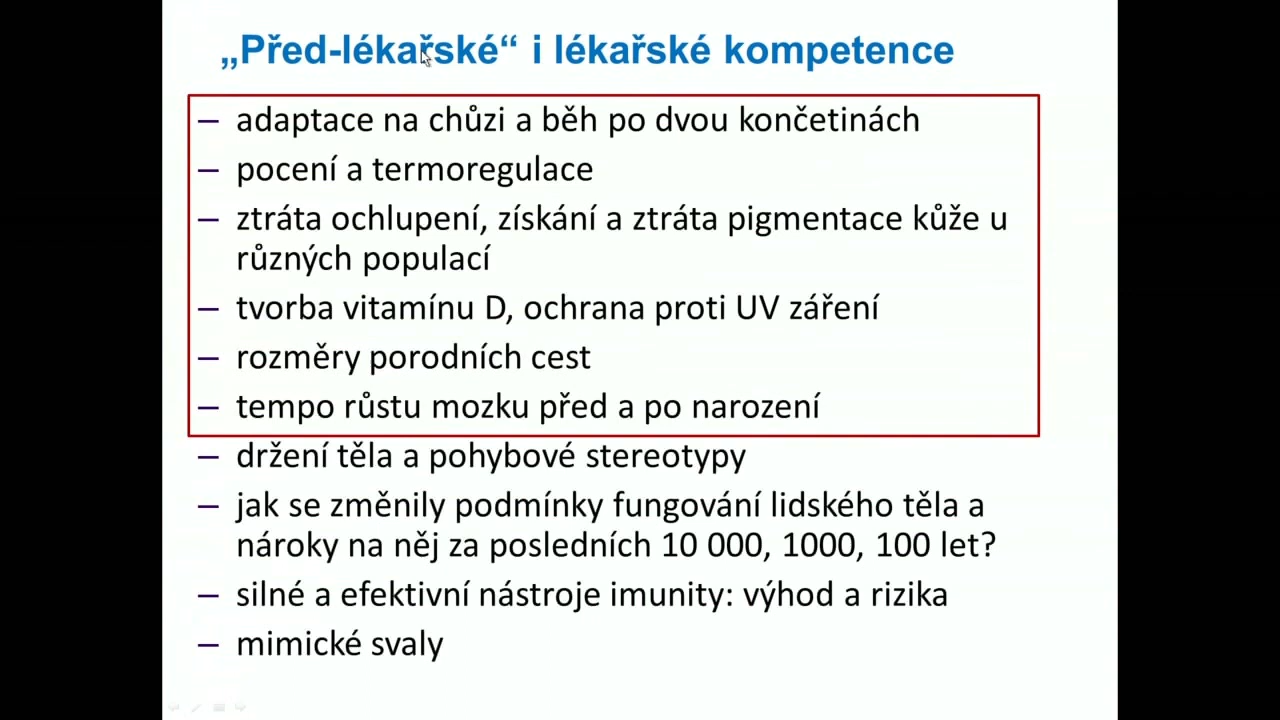 „Před-lékařské“ i lékařské kompetence
– adaptace na chůzi a běh po dvou končetinách
– pocení a termoregulace
– ztráta ochlupení, získání a ztráta pigmentace kůže u
různých populací
– tvorba vitamínu D, ochrana proti UV záření
– rozměry porodních cest
– tempo růstu mozku před a po narození
– držení těla a pohybové stereotypy
– jak se změnily podmínky fungování lidského těla a
nároky na něj za posledních 10 000, 1000, 100 let?
– silné a efektivní nástroje imunity: výhod a rizika
– mimické svaly